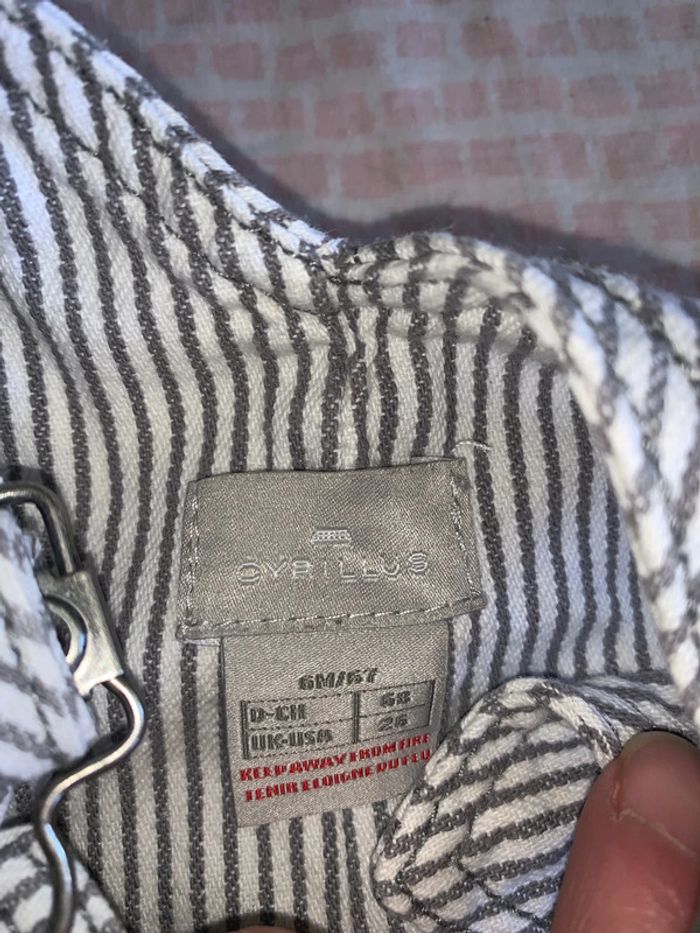 CYRILLUS
6M/67
D-CH 68
UK-USA 26
KEEP AWAY FROM FIRE
TENIR ELOIGNE DU FEU